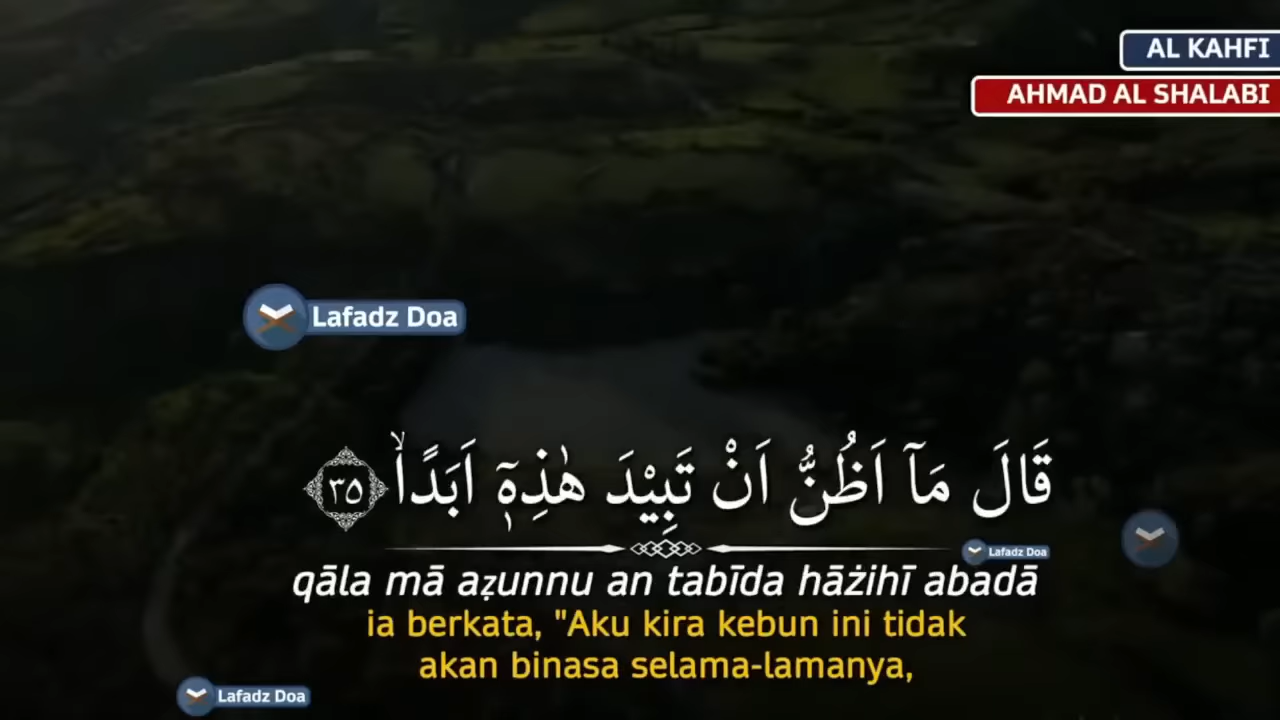 AL KAHFI
AHMAD AL SHALABI
Lafadz Doa
قَالَ مَآ اَظُنُّ اَنْ تَبِيْدَ هٰذِهٖٓ اَبَدًاۙ ٣٥
Lafadz Doa
qāla mā aẓunnu an tabīda hāżihī abadā
ia berkata, "Aku kira kebun ini tidak
akan binasa selama-lamanya,
Lafadz Doa